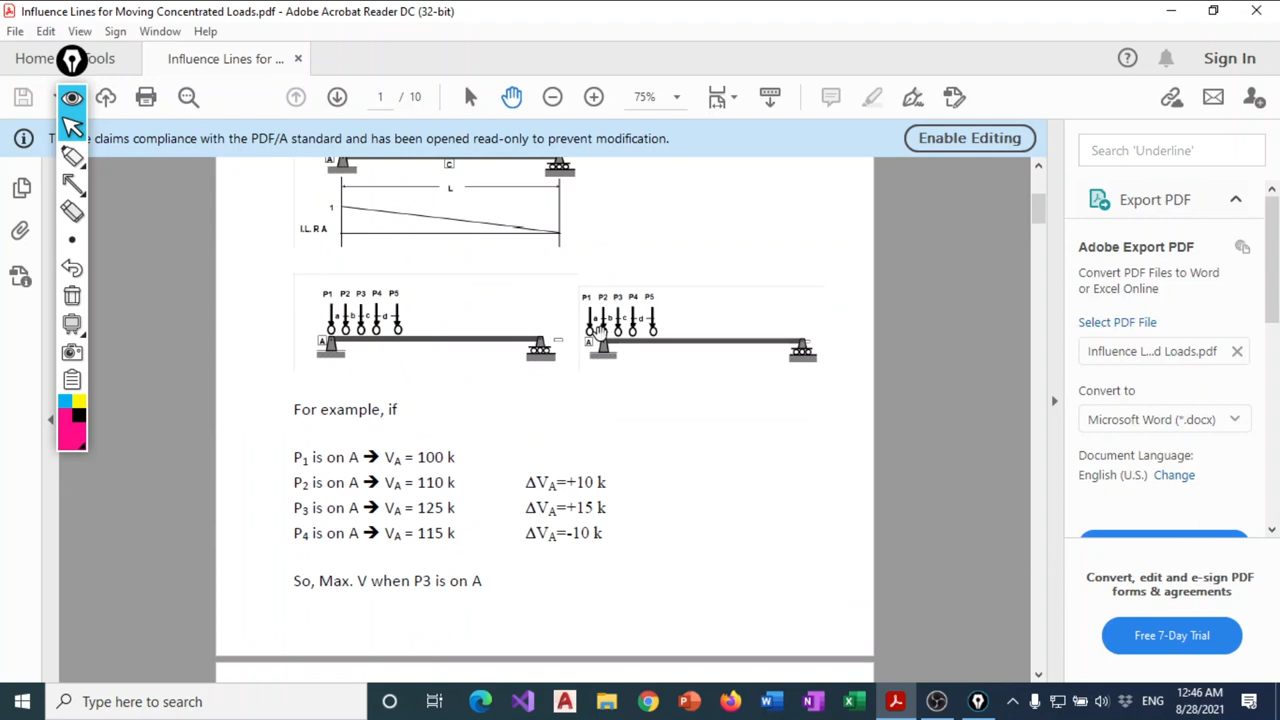 Influence Lines for Moving Concentrated Loads.pdf - Adobe Acrobat Reader DC (32-bit)
File Edit View Sign Window Help
Home Tools Influence Lines for ... Sign In
1 / 10 75%
claims compliance with the PDF/A standard and has been opened read-only to prevent modification. Enable Editing
Search 'Underline'
Export PDF
Adobe Export PDF
Convert PDF Files to Word
or Excel Online
Select PDF File
Influence L...d Loads.pdf
Convert to
Microsoft Word (*.docx)
Document Language:
English (U.S.) Change
Convert, edit and e-sign PDF
forms & agreements
Free 7-Day Trial
A C
L
1
I.L. R A
P1 P2 P3 P4 P5
a b c d
A
P1 P2 P3 P4 P5
a b c d
A
For example, if
P1 is on A ➔ VA = 100 k
P2 is on A ➔ VA = 110 k ΔVA=+10 k
P3 is on A ➔ VA = 125 k ΔVA=+15 k
P4 is on A ➔ VA = 115 k ΔVA=-10 k
So, Max. V when P3 is on A
Type here to search
ENG
12:46 AM
8/28/2021